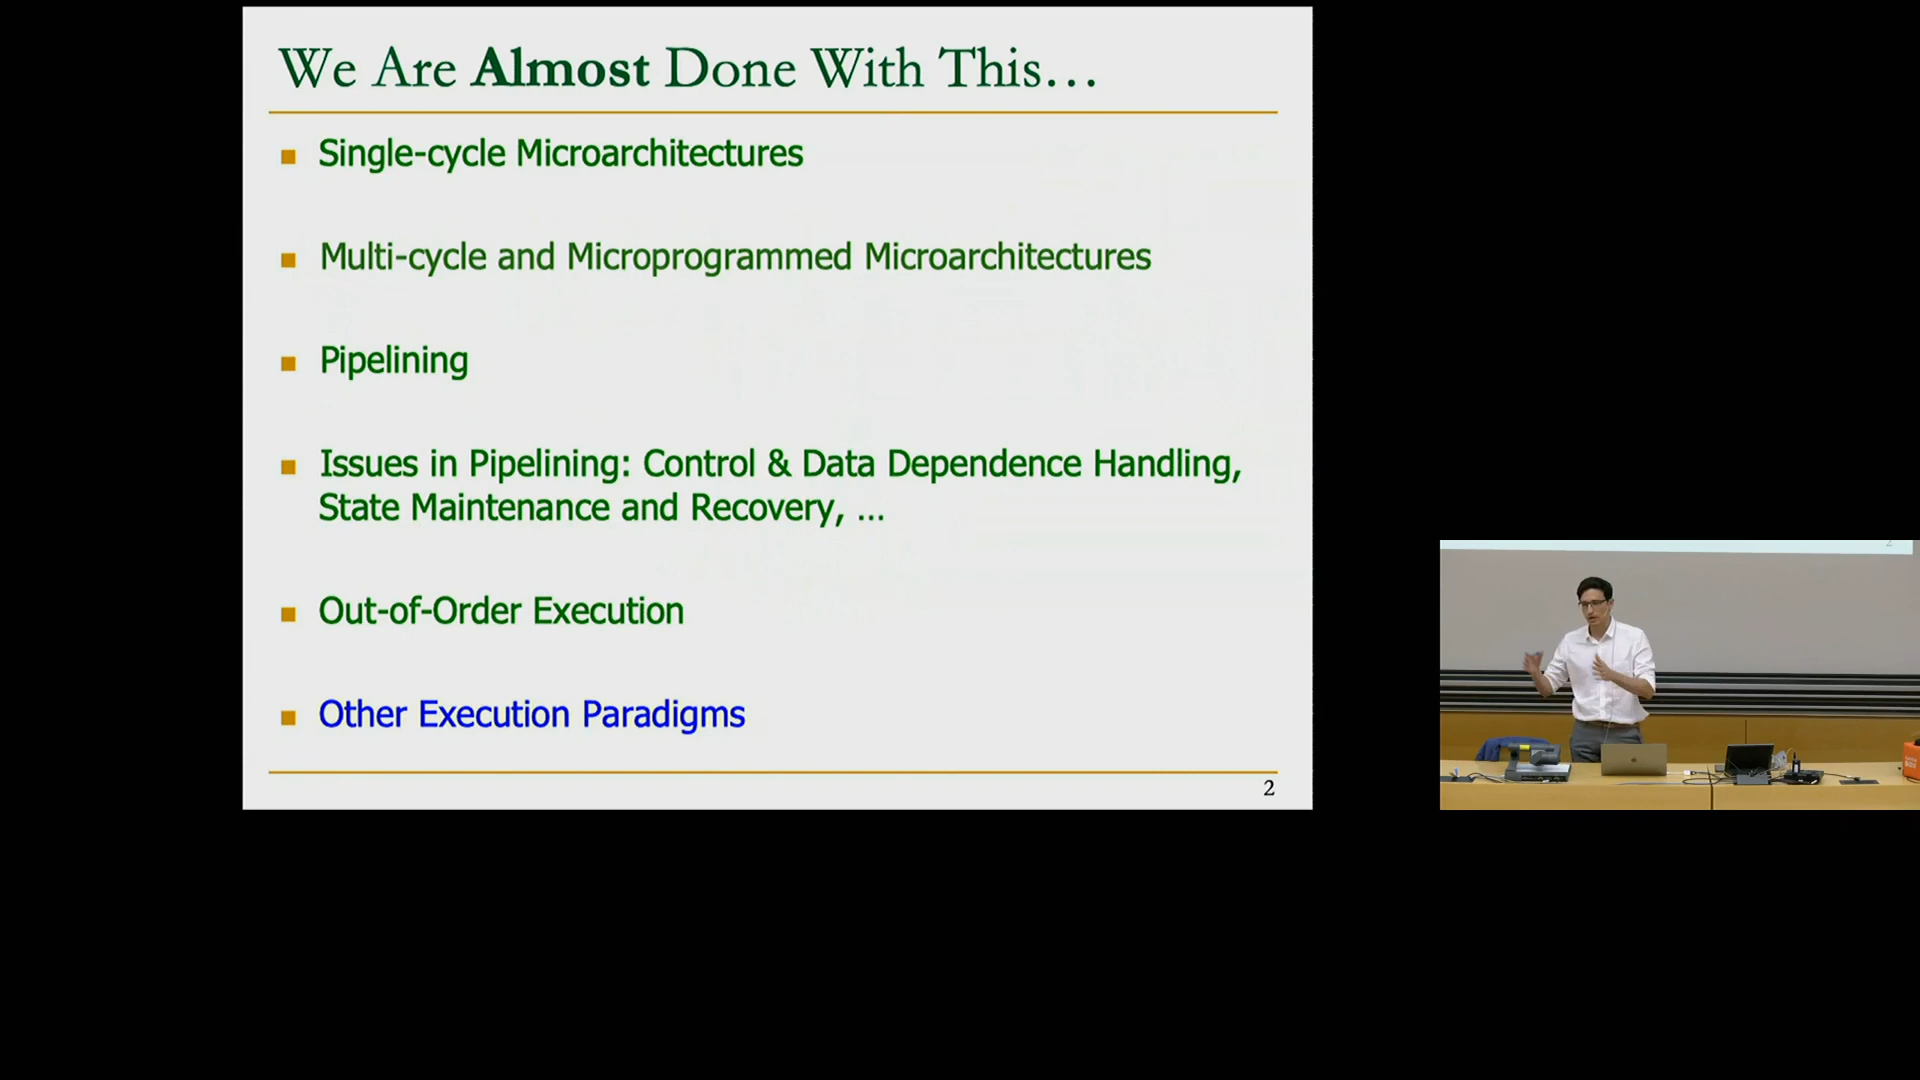 We Are Almost Done With This...
Single-cycle Microarchitectures
Multi-cycle and Microprogrammed Microarchitectures
Pipelining
Issues in Pipelining: Control & Data Dependence Handling,
State Maintenance and Recovery, ...
Out-of-Order Execution
Other Execution Paradigms
2
2